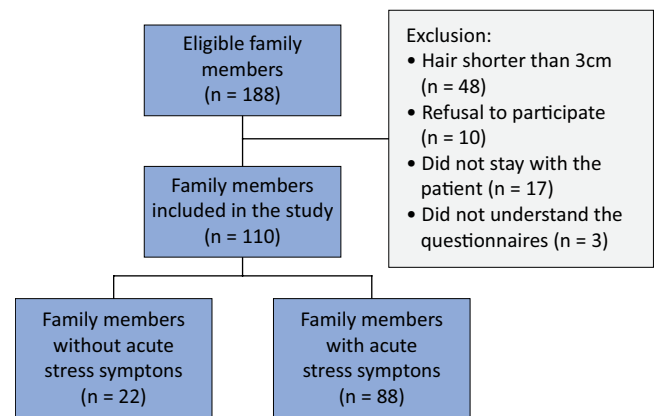 Eligible family
members
(n = 188)
Exclusion:
• Hair shorter than 3cm
(n = 48)
• Refusal to participate
(n = 10)
• Did not stay with the
patient (n = 17)
• Did not understand the
questionnaires (n = 3)
Family members
included in the study
(n = 110)
Family members
without acute
stress symptons
(n = 22)
Family members
with acute
stress symptons
(n = 88)